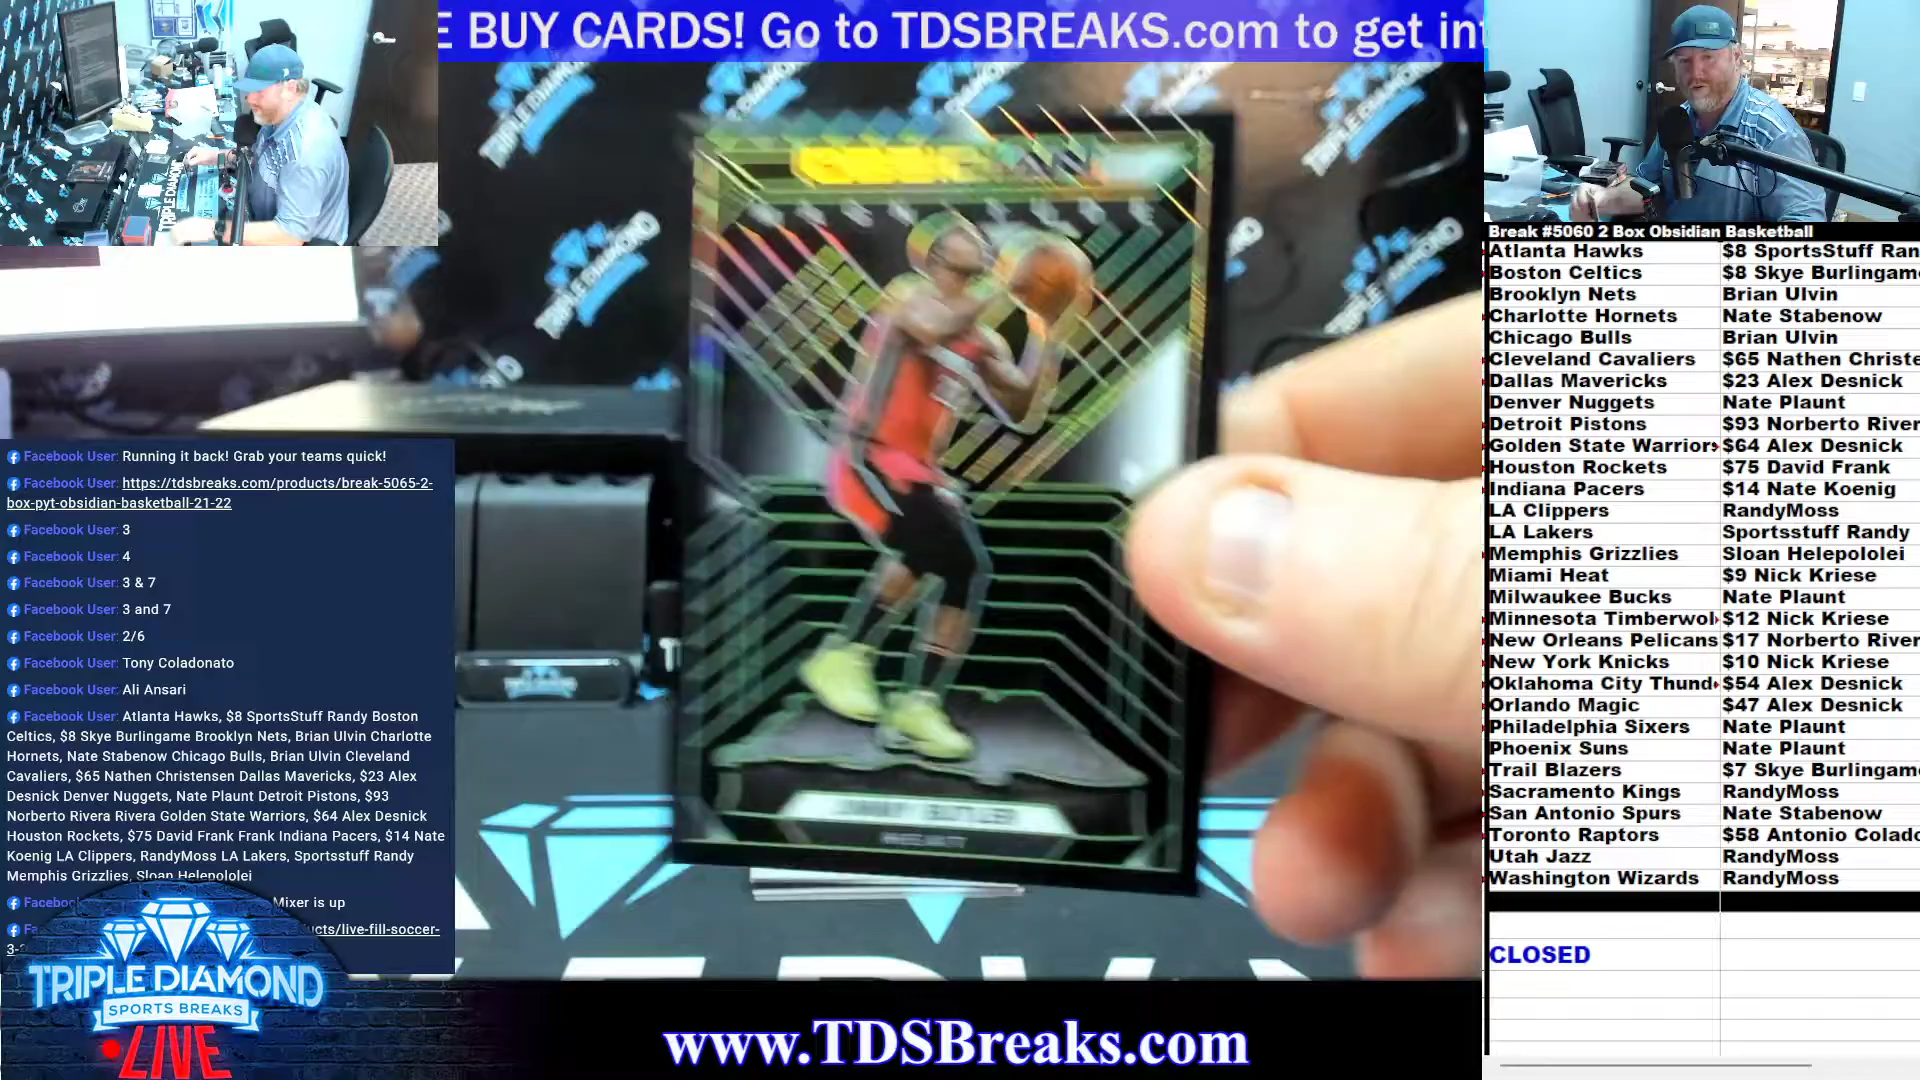 E BUY CARDS! Go to TDSBREAKS.com to get int
TRIPLE DIAMOND
JIMMY BUTLER
HEAT
Facebook User: Running it back! Grab your teams quick!
Facebook User: https://tdsbreaks.com/products/break-5065-2-
box-pyt-obsidian-basketball-21-22
Facebook User: 3
Facebook User: 4
Facebook User: 3 & 7
Facebook User: 3 and 7
Facebook User: 2/6
Facebook User: Tony Coladonato
Facebook User: Ali Ansari
Facebook User: Atlanta Hawks, $8 SportsStuff Randy Boston
Celtics, $8 Skye Burlingame Brooklyn Nets, Brian Ulvin Charlotte
Hornets, Nate Stabenow Chicago Bulls, Brian Ulvin Cleveland
Cavaliers, $65 Nathen Christensen Dallas Mavericks, $23 Alex
Desnick Denver Nuggets, Nate Plaunt Detroit Pistons, $93
Norberto Rivera Rivera Golden State Warriors, $64 Alex Desnick
Houston Rockets, $75 David Frank Frank Indiana Pacers, $14 Nate
Koenig LA Clippers, RandyMoss LA Lakers, Sportsstuff Randy
Memphis Grizzlies, Sloan Helepololei
Mixer is up
ucts/live-fill-soccer-
TRIPLE DIAMOND
SPORTS BREAKS
LIVE
www.TDSBreaks.com
Break #5060 2 Box Obsidian Basketball
Atlanta Hawks $8 SportsStuff Ran
Boston Celtics $8 Skye Burlingame
Brooklyn Nets Brian Ulvin
Charlotte Hornets Nate Stabenow
Chicago Bulls Brian Ulvin
Cleveland Cavaliers $65 Nathen Christe
Dallas Mavericks $23 Alex Desnick
Denver Nuggets Nate Plaunt
Detroit Pistons $93 Norberto River
Golden State Warriors $64 Alex Desnick
Houston Rockets $75 David Frank
Indiana Pacers $14 Nate Koenig
LA Clippers RandyMoss
LA Lakers Sportsstuff Randy
Memphis Grizzlies Sloan Helepololei
Miami Heat $9 Nick Kriese
Milwaukee Bucks Nate Plaunt
Minnesota Timberwol $12 Nick Kriese
New Orleans Pelicans $17 Norberto River
New York Knicks $10 Nick Kriese
Oklahoma City Thund $54 Alex Desnick
Orlando Magic $47 Alex Desnick
Philadelphia Sixers Nate Plaunt
Phoenix Suns Nate Plaunt
Trail Blazers $7 Skye Burlingame
Sacramento Kings RandyMoss
San Antonio Spurs Nate Stabenow
Toronto Raptors $58 Antonio Colado
Utah Jazz RandyMoss
Washington Wizards RandyMoss
CLOSED